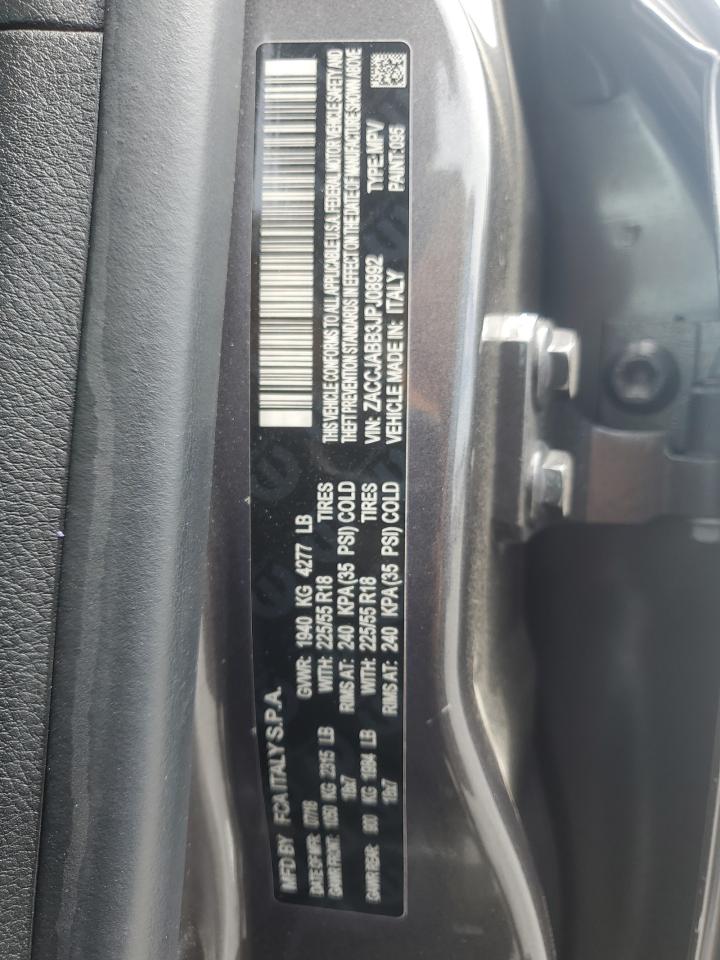 MFD BY FCA ITALY S.P.A.
DATE OF MFR: 07/18 GVWR: 1940 KG 4277 LB
GAWR FRONT: 1050 KG 2315 LB WITH: 225/55 R18 TIRES
18x7 RIMS AT: 240 KPA(35 PSI) COLD
GAWR REAR: KG LB WITH: 225/55 R18 TIRES
18x7 RIMS AT: 240 KPA(35 PSI) COLD
THIS VEHICLE CONFORMS TO ALL APPLICABLE U.S.A. FEDERAL MOTOR VEHICLE SAFETY AND
THEFT PREVENTION STANDARDS IN EFFECT ON THE DATE OF MANUFACTURE SHOWN ABOVE
VIN: ZACCJABB3JPJ08992 TYPE:MPV
VEHICLE MADE IN: ITALY PAINT:095